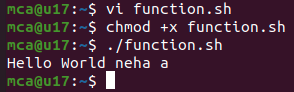 mca@u17:~$ vi function.sh
mca@u17:~$ chmod +x function.sh
mca@u17:~$ ./function.sh
Hello World neha a
mca@u17:~$